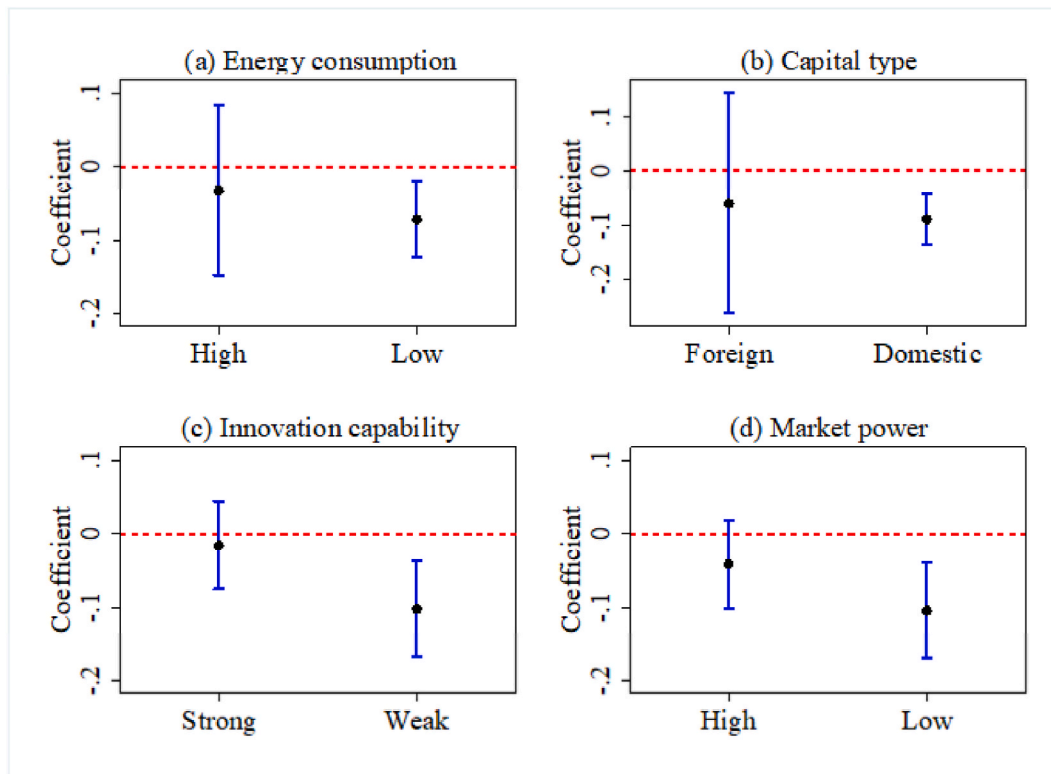 (a) Energy consumption
Coefficient
.1
0
-.1
-.2
High
Low
(b) Capital type
Coefficient
.1
0
-.1
-.2
Foreign
Domestic
(c) Innovation capability
Coefficient
.1
0
-.1
-.2
Strong
Weak
(d) Market power
Coefficient
.1
0
-.1
-.2
High
Low